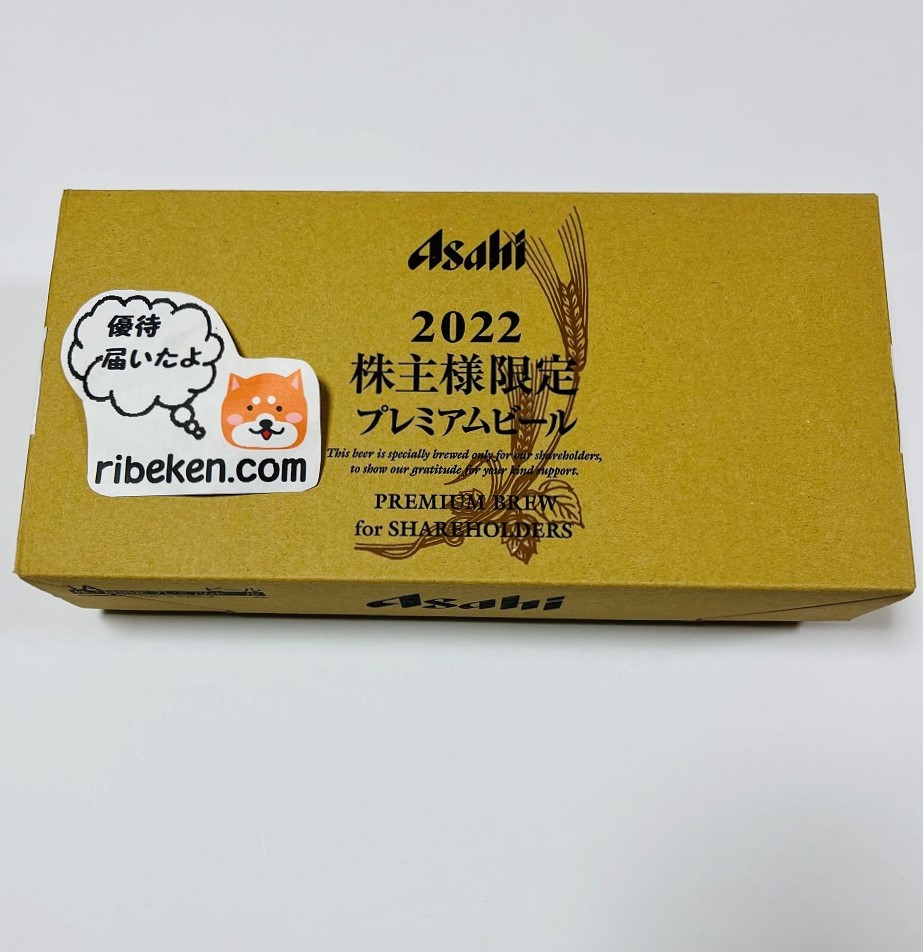 Asahi
2022
株主様限定
プレミアムビール
This beer is specially brewed only for our shareholders,
to show our gratitude for your kind support.
PREMIUM BREW
for SHAREHOLDERS
優待
届いたよ
ribeken.com
Asahi